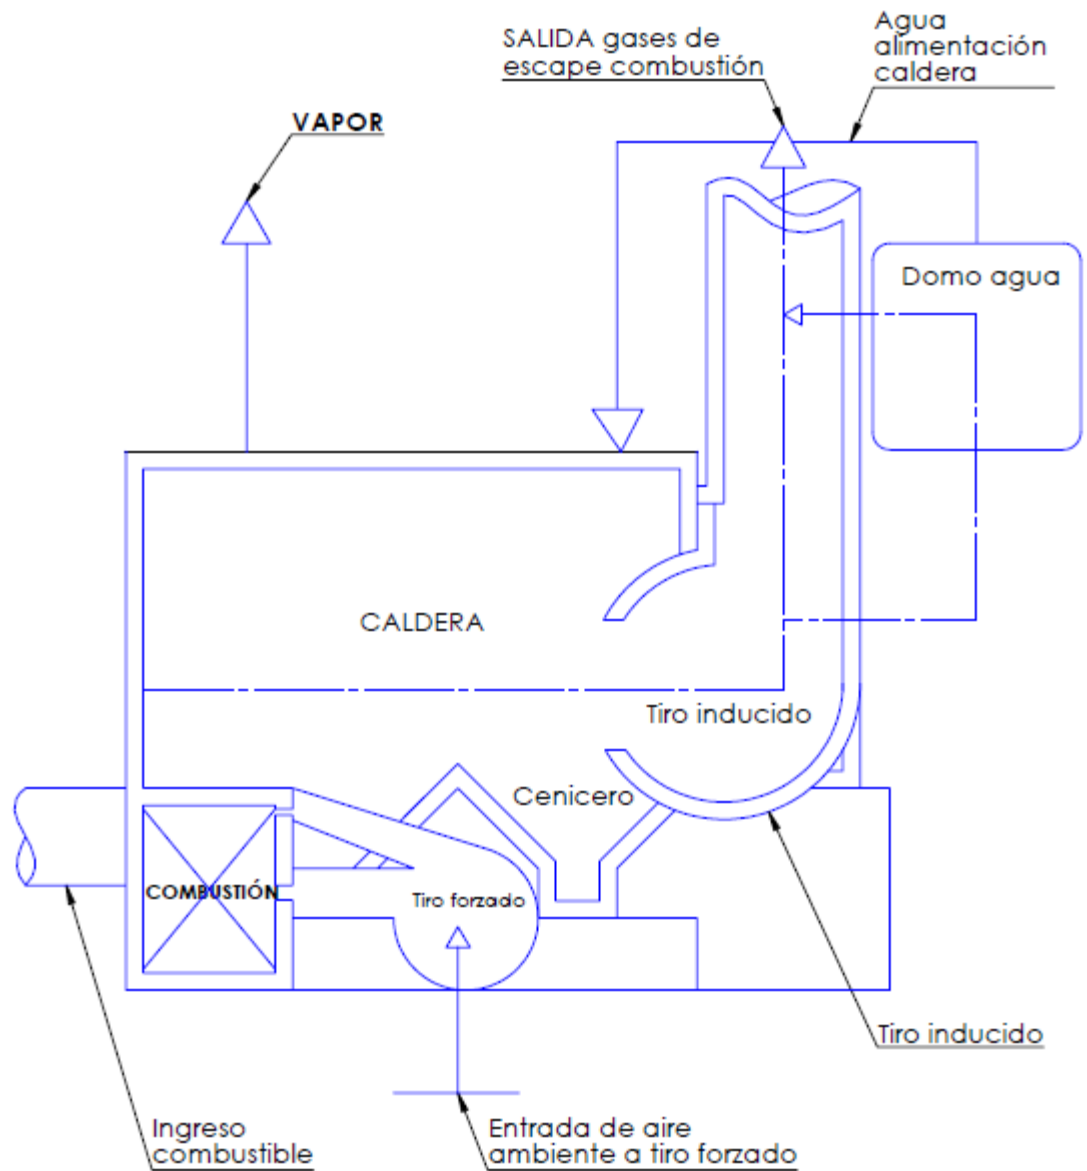 SALIDA gases de
escape combustión
Agua
alimentación
caldera
VAPOR
Domo agua
CALDERA
Tiro inducido
Cenicero
COMBUSTIÓN
Tiro forzado
Tiro inducido
Ingreso
combustible
Entrada de aire
ambiente a tiro forzado